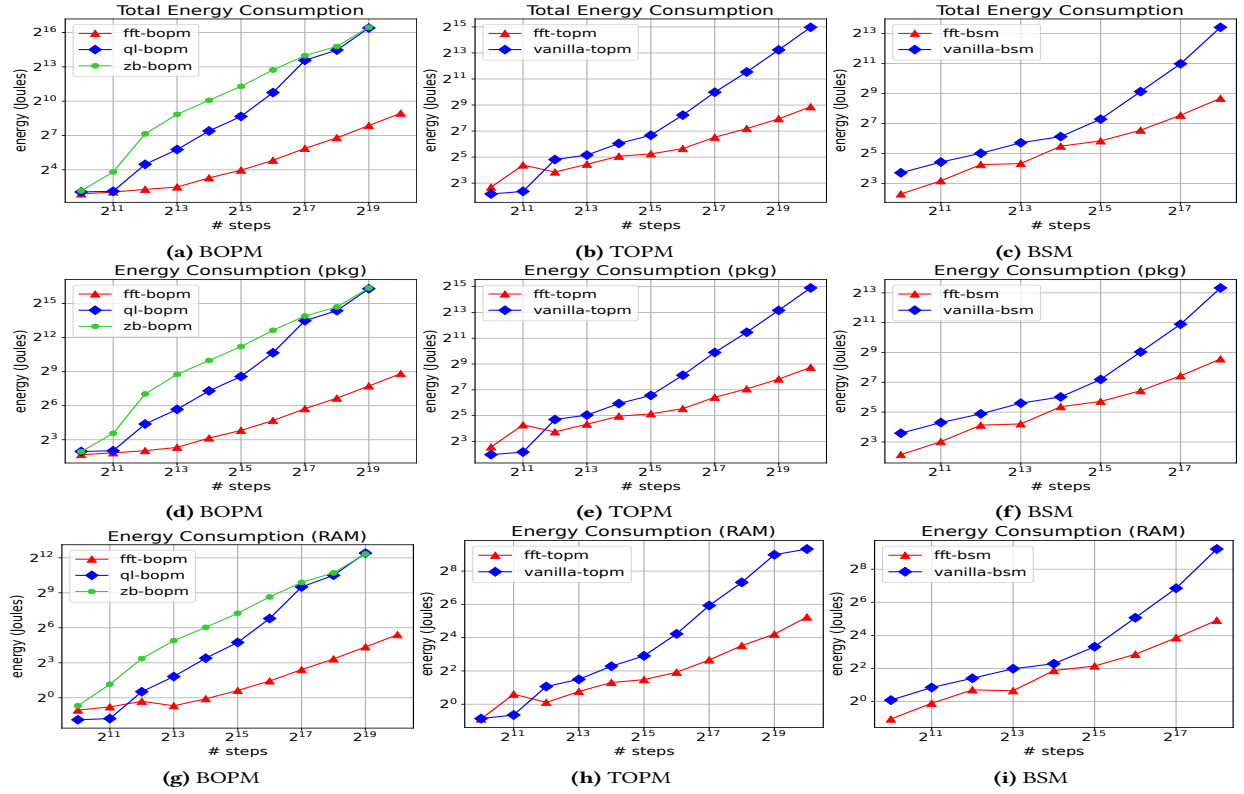 Total Energy Consumption
energy (Joules)
2^16
2^13
2^10
2^7
2^4
fft-bopm
ql-bopm
zb-bopm
2^11 2^13 2^15 2^17 2^19
# steps
(a) BOPM
Total Energy Consumption
energy (Joules)
2^15
2^13
2^11
2^9
2^7
2^5
2^3
fft-topm
vanilla-topm
2^11 2^13 2^15 2^17 2^19
# steps
(b) TOPM
Total Energy Consumption
energy (Joules)
2^13
2^11
2^9
2^7
2^5
2^3
fft-bsm
vanilla-bsm
2^11 2^13 2^15 2^17
# steps
(c) BSM
Energy Consumption (pkg)
energy (Joules)
2^15
2^12
2^9
2^6
2^3
fft-bopm
ql-bopm
zb-bopm
2^11 2^13 2^15 2^17 2^19
# steps
(d) BOPM
Energy Consumption (pkg)
energy (Joules)
2^15
2^13
2^11
2^9
2^7
2^5
2^3
fft-topm
vanilla-topm
2^11 2^13 2^15 2^17 2^19
# steps
(e) TOPM
Energy Consumption (pkg)
energy (Joules)
2^13
2^11
2^9
2^7
2^5
2^3
fft-bsm
vanilla-bsm
2^11 2^13 2^15 2^17
# steps
(f) BSM
Energy Consumption (RAM)
energy (Joules)
2^12
2^9
2^6
2^3
2^0
fft-bopm
ql-bopm
zb-bopm
2^11 2^13 2^15 2^17 2^19
# steps
(g) BOPM
Energy Consumption (RAM)
energy (Joules)
2^8
2^6
2^4
2^2
2^0
fft-topm
vanilla-topm
2^11 2^13 2^15 2^17 2^19
# steps
(h) TOPM
Energy Consumption (RAM)
energy (Joules)
2^8
2^6
2^4
2^2
2^0
fft-bsm
vanilla-bsm
2^11 2^13 2^15 2^17
# steps
(i) BSM